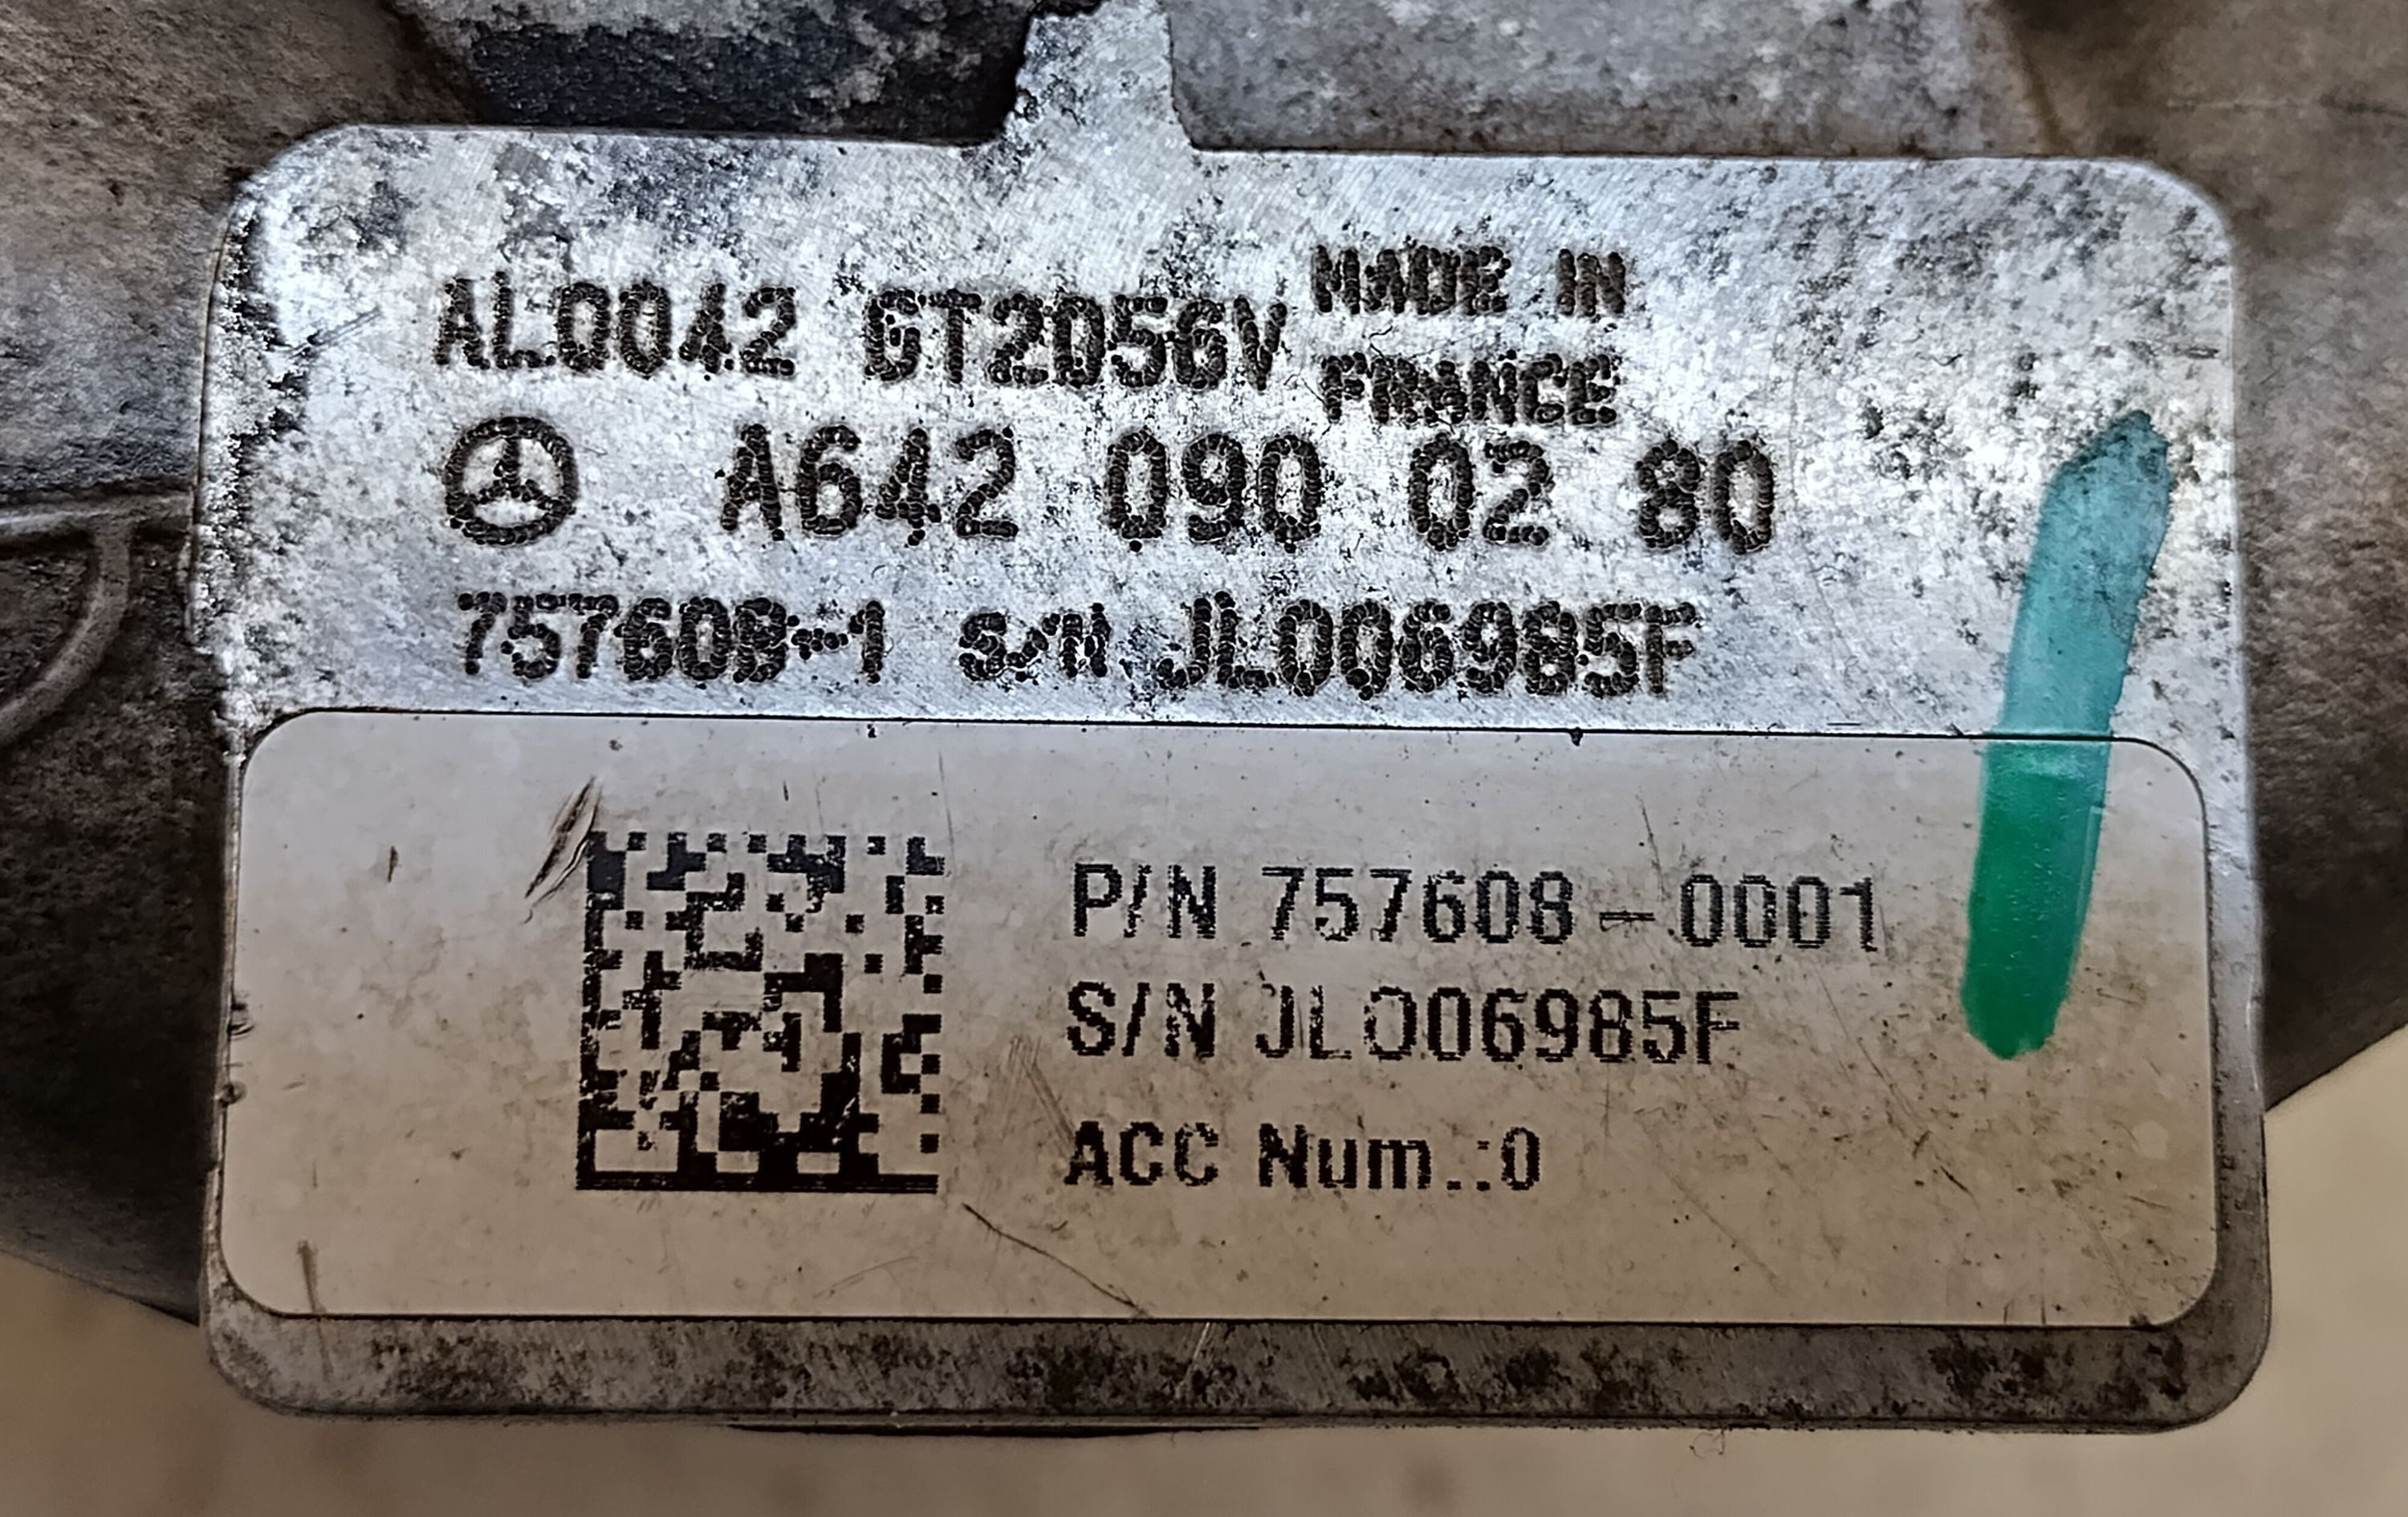 AL0042 GT2056V MADE IN
FRANCE
A642 090 02 80
757608-1 S/N JL006985F
P/N 757608-0001
S/N JL006985F
ACC Num.:0